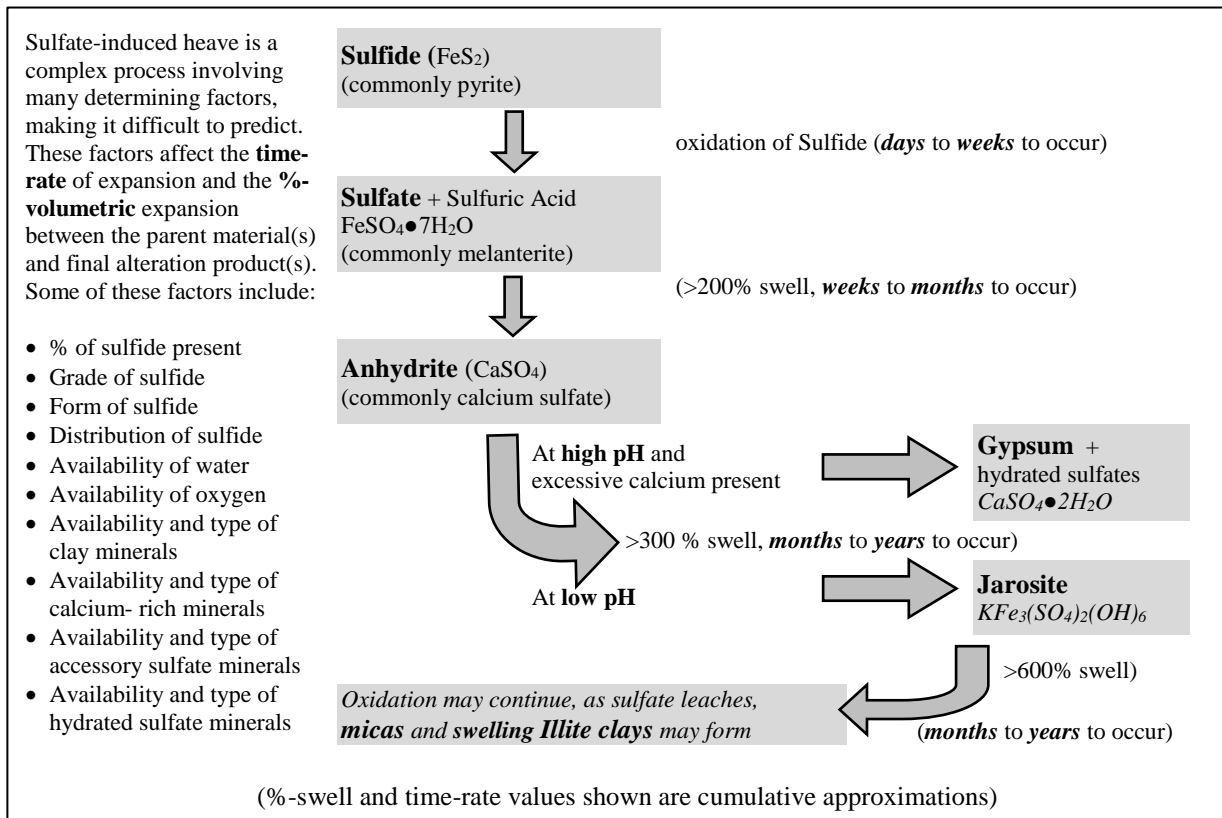 Sulfate-induced heave is a
complex process involving
many determining factors,
making it difficult to predict.
These factors affect the time-
rate of expansion and the %-
volumetric expansion
between the parent material(s)
and final alteration product(s).
Some of these factors include:
• % of sulfide present
• Grade of sulfide
• Form of sulfide
• Distribution of sulfide
• Availability of water
• Availability of oxygen
• Availability and type of
clay minerals
• Availability and type of
calcium- rich minerals
• Availability and type of
accessory sulfate minerals
• Availability and type of
hydrated sulfate minerals
Sulfide (FeS₂)
(commonly pyrite)
oxidation of Sulfide (days to weeks to occur)
Sulfate + Sulfuric Acid
FeSO₄●7H₂O
(commonly melanterite)
(>200% swell, weeks to months to occur)
Anhydrite (CaSO₄)
(commonly calcium sulfate)
At high pH and
excessive calcium present
Gypsum +
hydrated sulfates
CaSO₄●2H₂O
>300 % swell, months to years to occur)
At low pH
Jarosite
KFe₃(SO₄)₂(OH)₆
>600% swell)
(months to years to occur)
Oxidation may continue, as sulfate leaches,
micas and swelling Illite clays may form
(%-swell and time-rate values shown are cumulative approximations)